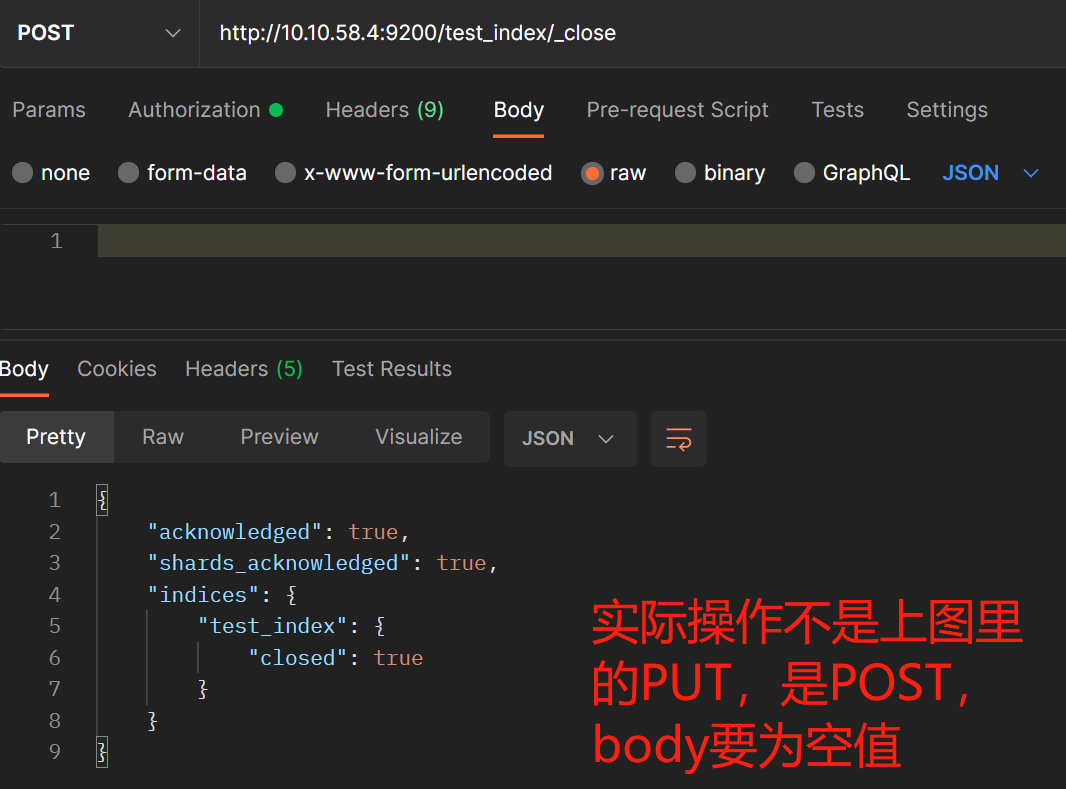 POST http://10.10.58.4:9200/test_index/_close
Params Authorization Headers (9) Body Pre-request Script Tests Settings
none form-data x-www-form-urlencoded raw binary GraphQL JSON
1
Body Cookies Headers (5) Test Results
Pretty Raw Preview Visualize JSON
1 {
2 "acknowledged": true,
3 "shards_acknowledged": true,
4 "indices": {
5 "test_index": {
6 "closed": true
7 }
8 }
9 }
实际操作不是上图里
的PUT，是POST，
body要为空值